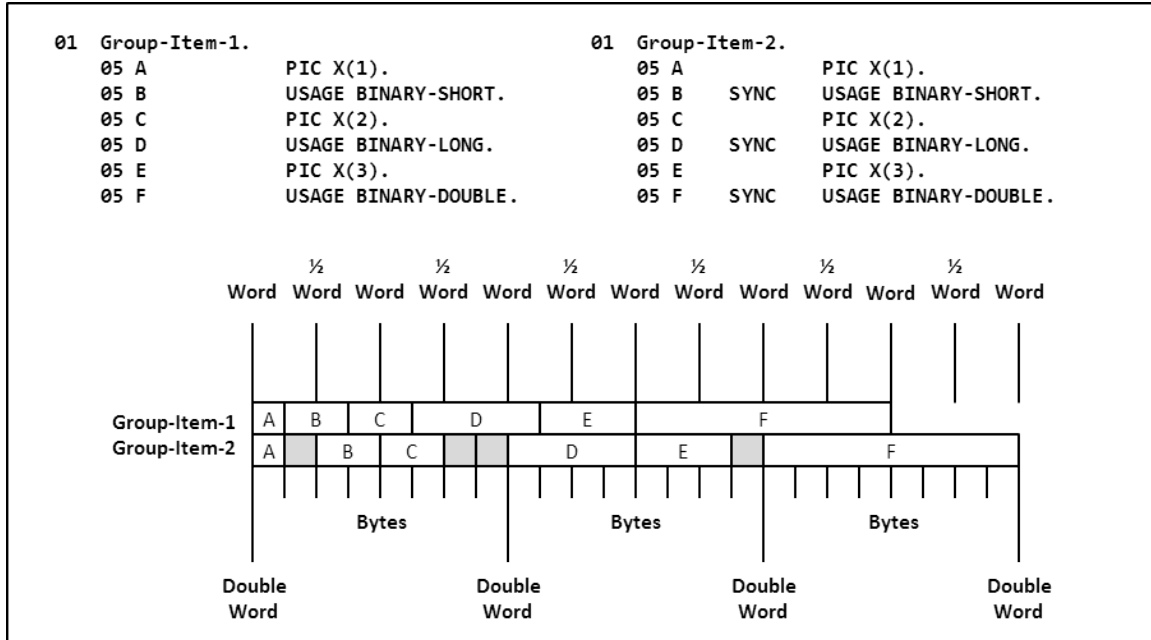 01 Group-Item-1.
05 A PIC X(1).
05 B USAGE BINARY-SHORT.
05 C PIC X(2).
05 D USAGE BINARY-LONG.
05 E PIC X(3).
05 F USAGE BINARY-DOUBLE.
01 Group-Item-2.
05 A PIC X(1).
05 B SYNC USAGE BINARY-SHORT.
05 C PIC X(2).
05 D SYNC USAGE BINARY-LONG.
05 E PIC X(3).
05 F SYNC USAGE BINARY-DOUBLE.
½ ½ ½ ½ ½ ½
Word Word Word Word Word Word Word Word Word Word Word Word Word
Group-Item-1 A B C D E F
Group-Item-2 A B C D E F
Bytes Bytes Bytes
Double Double Double Double
Word Word Word Word